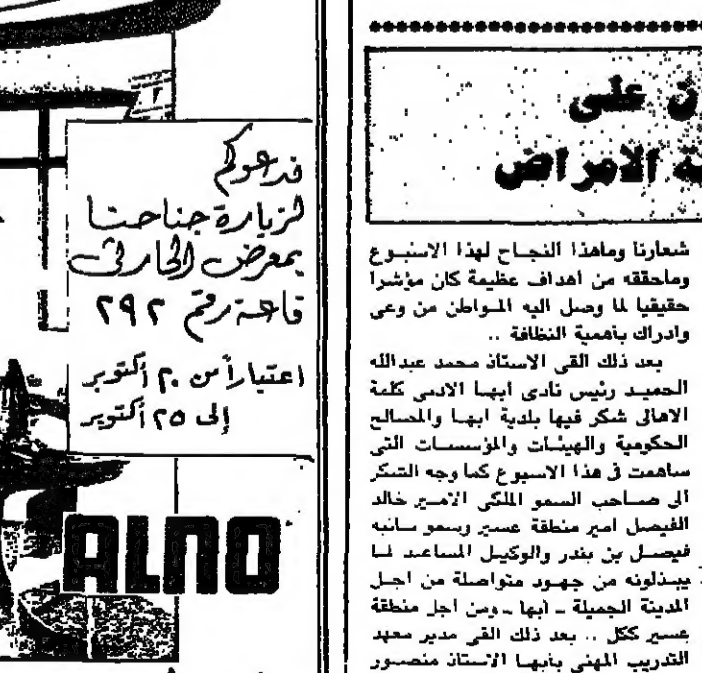 ن على
ة الامراض
شعارنا وماهذا النجاح لهذا الاسبوع
وماحققه من أهداف عظيمة كان مؤشرا
حقيقيا لما وصل اليه المواطن من وعى
وادراك بأهمية النظافة ..
بعد ذلك القى الاستاذ محمد عبدالله
الحميد رئيس نادى أبها الادبى كلمة
الاهالى شكر فيها بلدية ابها والمصالح
الحكومية والهيئات والمؤسسات التى
ساهمت فى هذا الاسبوع كما وجه الشكر
الى صاحب السمو الملكى الامير خالد
الفيصل امير منطقة عسير وسمو نائبه
فيصل بن بندر والوكيل المساعد لما
يبذلونه من جهود متواصلة من اجل
المدينة الجميلة - ابها - ومن اجل منطقة
عسير ككل .. بعد ذلك القى مدير معهد
التدريب المهنى بأبها الاستاذ منصور
ندعوكم
لزيارة جناحنا
بمعرض الحارثى
قاعة رقم ٢٩٢
اعتباراً من ٢٠ أكتوبر
إلى ٢٥ أكتوبر
ALNO